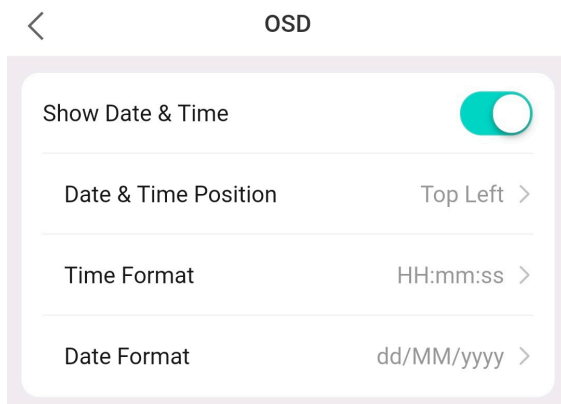 OSD
Show Date & Time
Date & Time Position Top Left
Time Format HH:mm:ss
Date Format dd/MM/yyyy